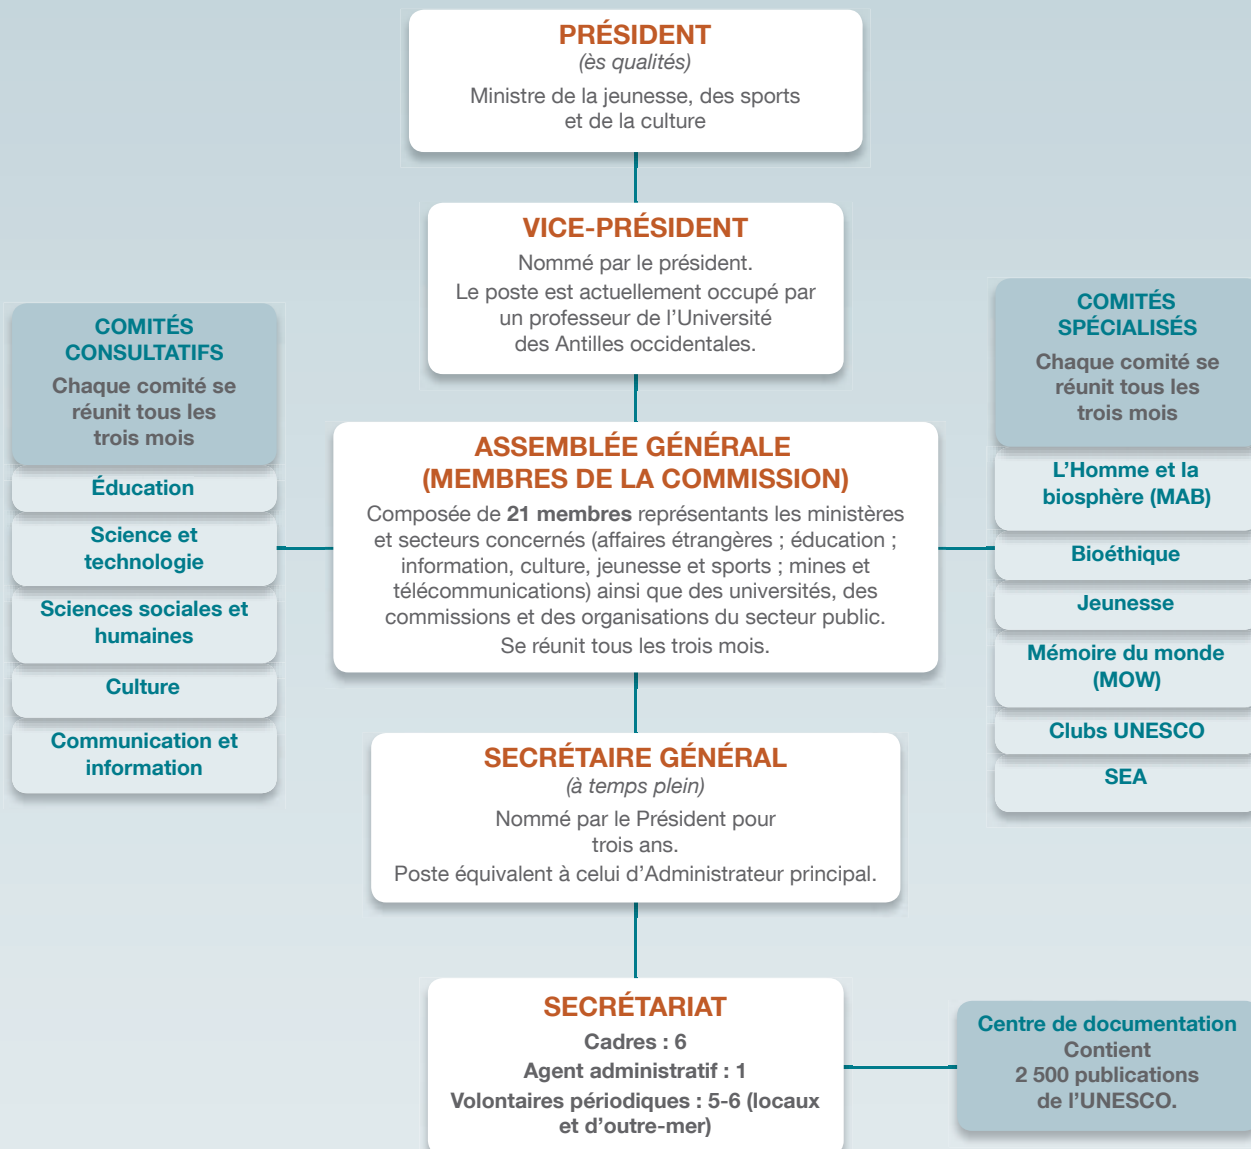 PRÉSIDENT
(ès qualités)
Ministre de la jeunesse, des sports
et de la culture
VICE-PRÉSIDENT
Nommé par le président.
Le poste est actuellement occupé par
un professeur de l'Université
des Antilles occidentales.
COMITÉS
CONSULTATIFS
Chaque comité se
réunit tous les
trois mois
Éducation
Science et
technologie
Sciences sociales et
humaines
Culture
Communication et
information
ASSEMBLÉE GÉNÉRALE
(MEMBRES DE LA COMMISSION)
Composée de 21 membres représentants les ministères
et secteurs concernés (affaires étrangères ; éducation ;
information, culture, jeunesse et sports ; mines et
télécommunications) ainsi que des universités, des
commissions et des organisations du secteur public.
Se réunit tous les trois mois.
COMITÉS
SPÉCIALISÉS
Chaque comité se
réunit tous les
trois mois
L'Homme et la
biosphère (MAB)
Bioéthique
Jeunesse
Mémoire du monde
(MOW)
Clubs UNESCO
SEA
SECRÉTAIRE GÉNÉRAL
(à temps plein)
Nommé par le Président pour
trois ans.
Poste équivalent à celui d'Administrateur principal.
SECRÉTARIAT
Cadres : 6
Agent administratif : 1
Volontaires périodiques : 5-6 (locaux
et d'outre-mer)
Centre de documentation
Contient
2 500 publications
de l'UNESCO.